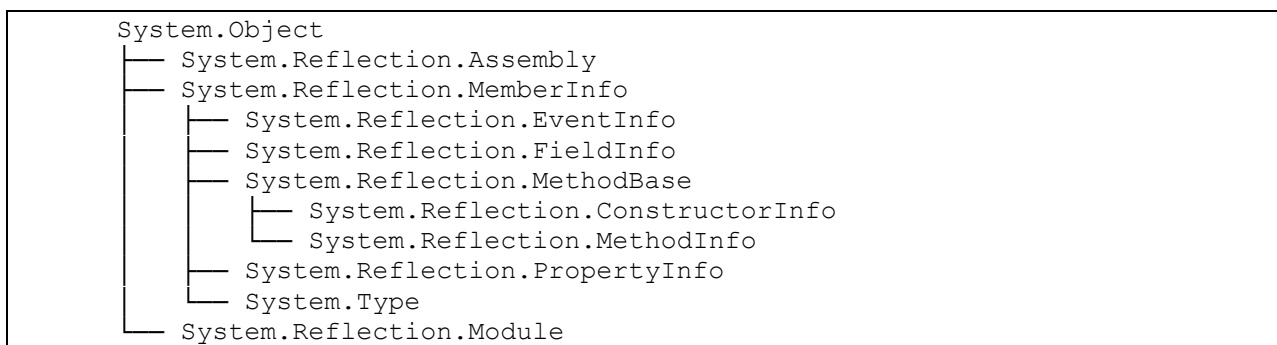 System.Object
├── System.Reflection.Assembly
├── System.Reflection.MemberInfo
│   ├── System.Reflection.EventInfo
│   ├── System.Reflection.FieldInfo
│   ├── System.Reflection.MethodBase
│   │   ├── System.Reflection.ConstructorInfo
│   │   └── System.Reflection.MethodInfo
│   ├── System.Reflection.PropertyInfo
│   └── System.Type
└── System.Reflection.Module